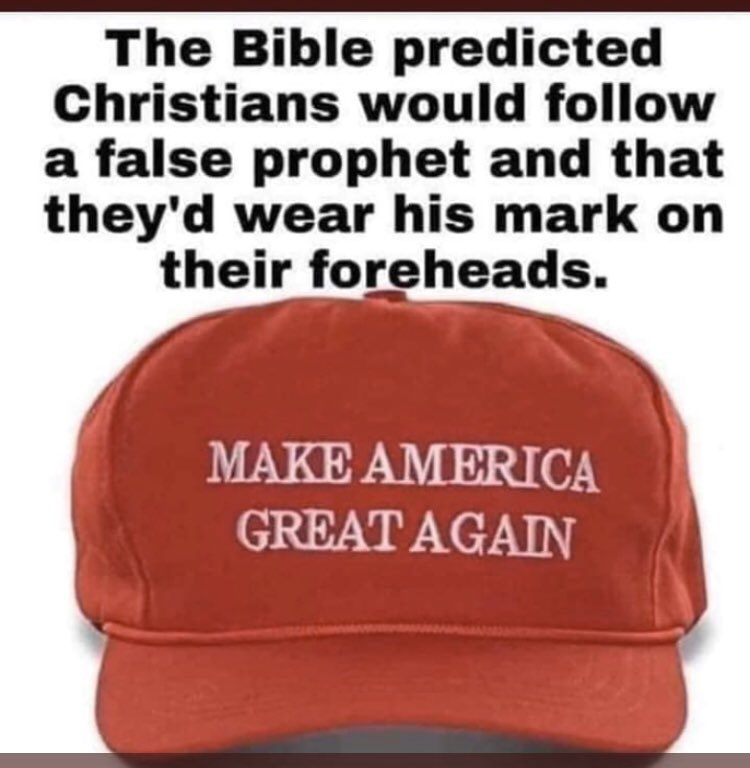 The Bible predicted
Christians would follow
a false prophet and that
they'd wear his mark on
their foreheads.
MAKE AMERICA
GREAT AGAIN